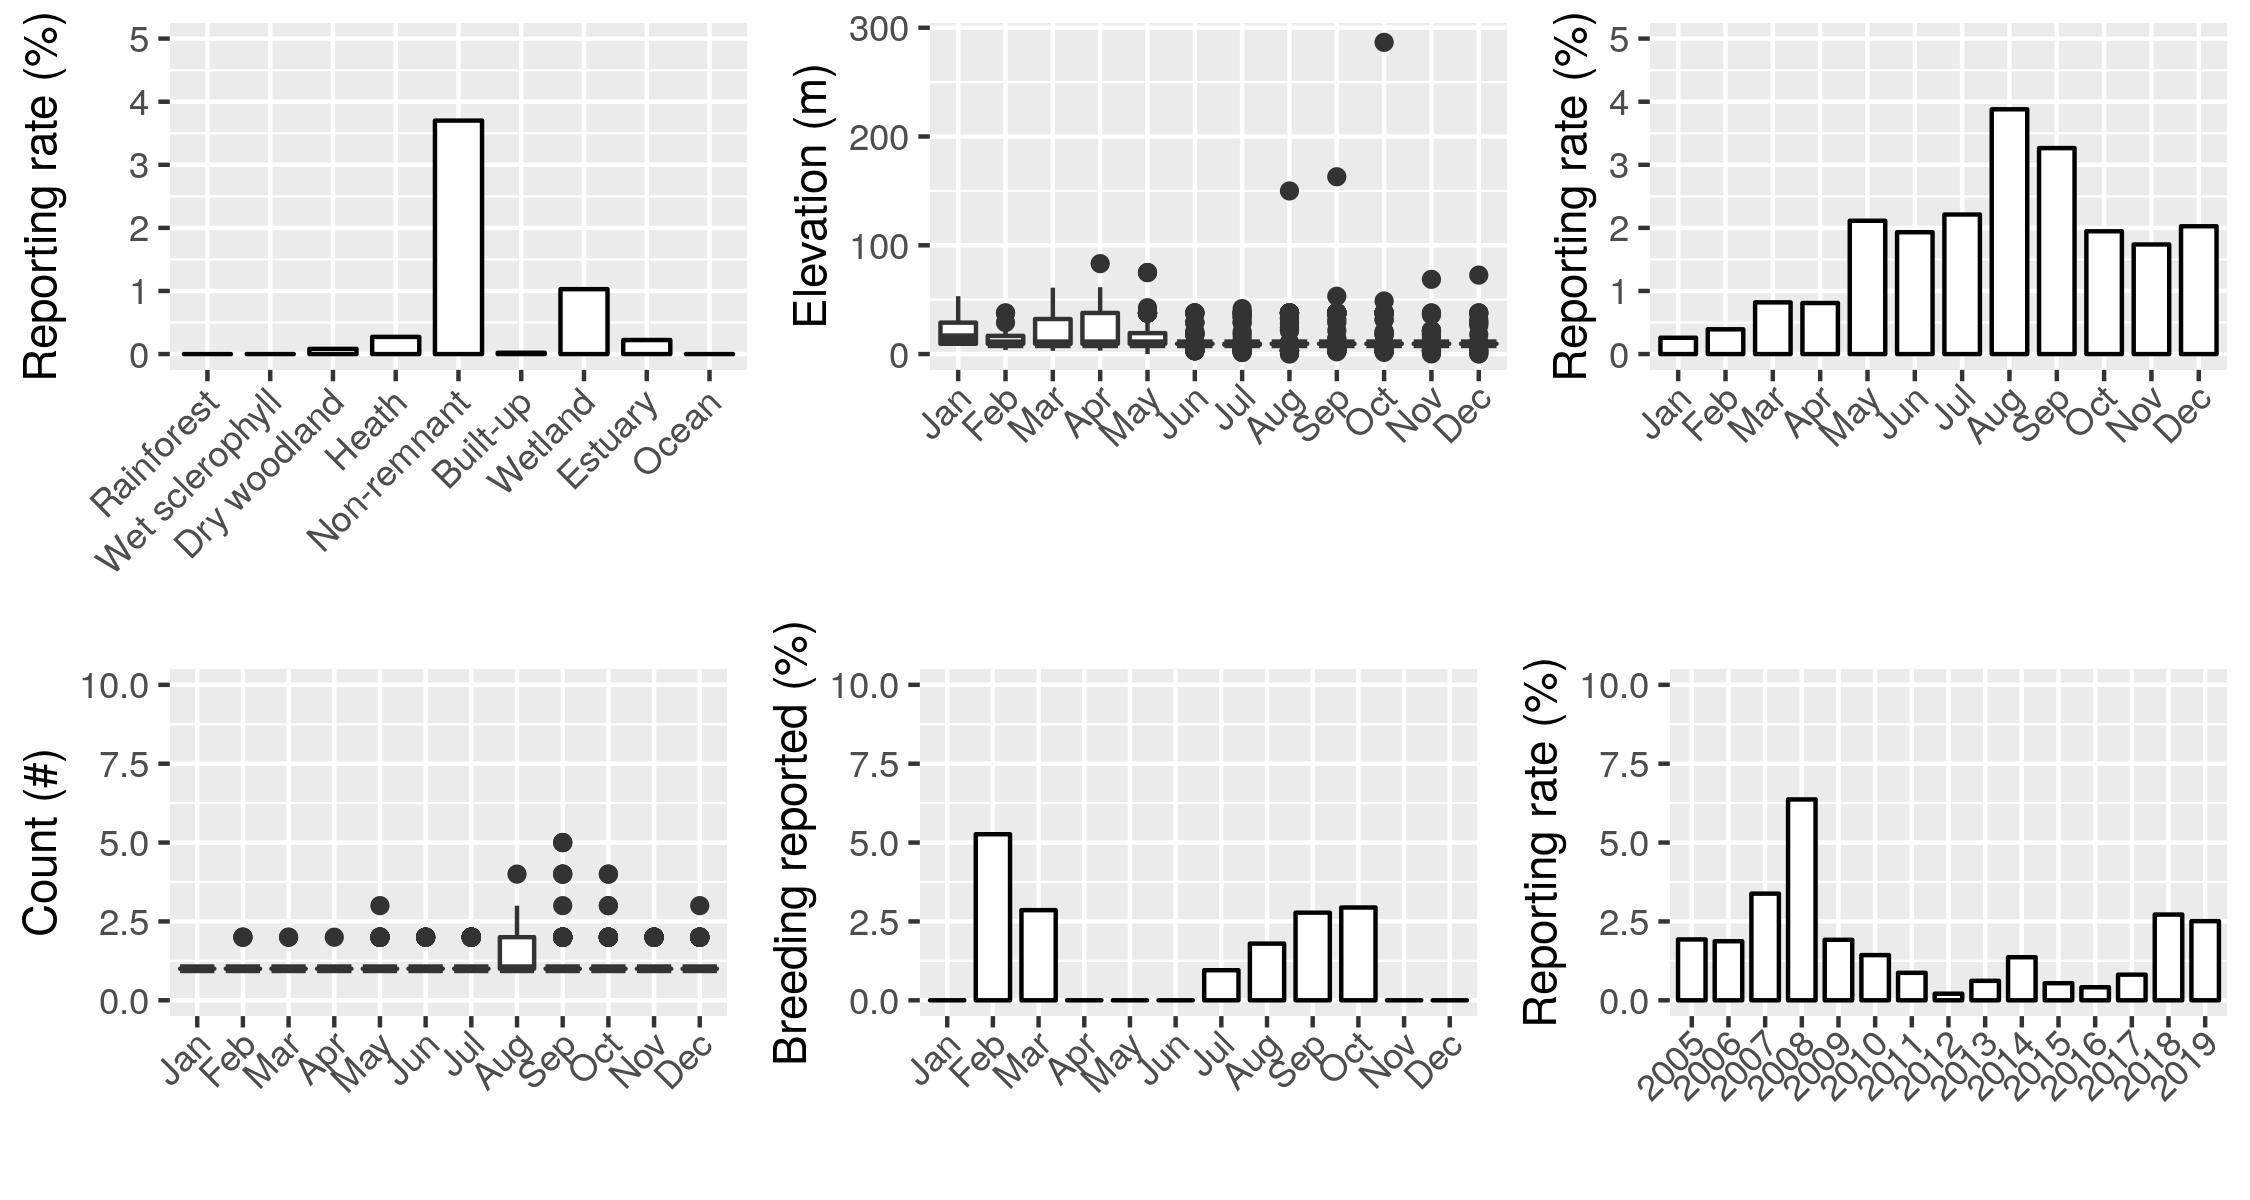 Reporting rate (%)
5
4
3
2
1
0
Rainforest
Wet sclerophyll
Dry woodland
Heath
Non-remnant
Built-up
Wetland
Estuary
Ocean
Elevation (m)
300
200
100
0
Jan
Feb
Mar
Apr
May
Jun
Jul
Aug
Sep
Oct
Nov
Dec
Reporting rate (%)
5
4
3
2
1
0
Jan
Feb
Mar
Apr
May
Jun
Jul
Aug
Sep
Oct
Nov
Dec
Count (#)
10.0
7.5
5.0
2.5
0.0
Jan
Feb
Mar
Apr
May
Jun
Jul
Aug
Sep
Oct
Nov
Dec
Breeding reported (%)
10.0
7.5
5.0
2.5
0.0
Jan
Feb
Mar
Apr
May
Jun
Jul
Aug
Sep
Oct
Nov
Dec
Reporting rate (%)
10.0
7.5
5.0
2.5
0.0
2005
2006
2007
2008
2009
2010
2011
2012
2013
2014
2015
2016
2017
2018
2019